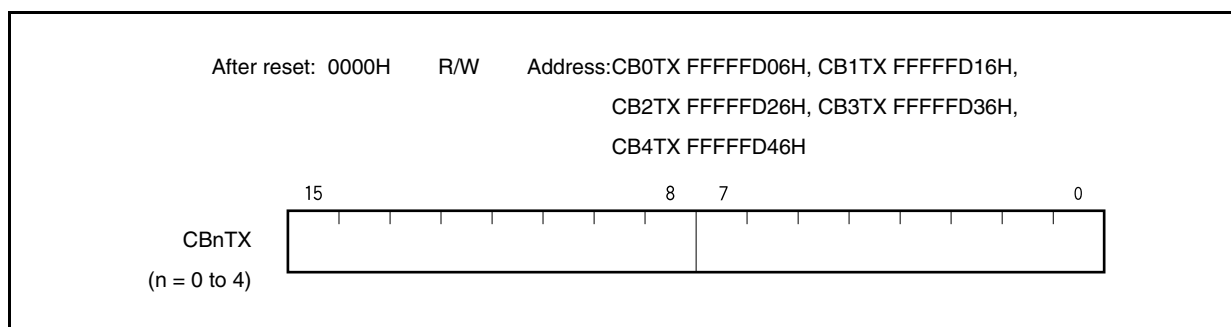 After reset: 0000H R/W Address:CB0TX FFFFFD06H, CB1TX FFFFFD16H,
CB2TX FFFFFD26H, CB3TX FFFFFD36H,
CB4TX FFFFFD46H
15 8 7 0
CBnTX
(n = 0 to 4)